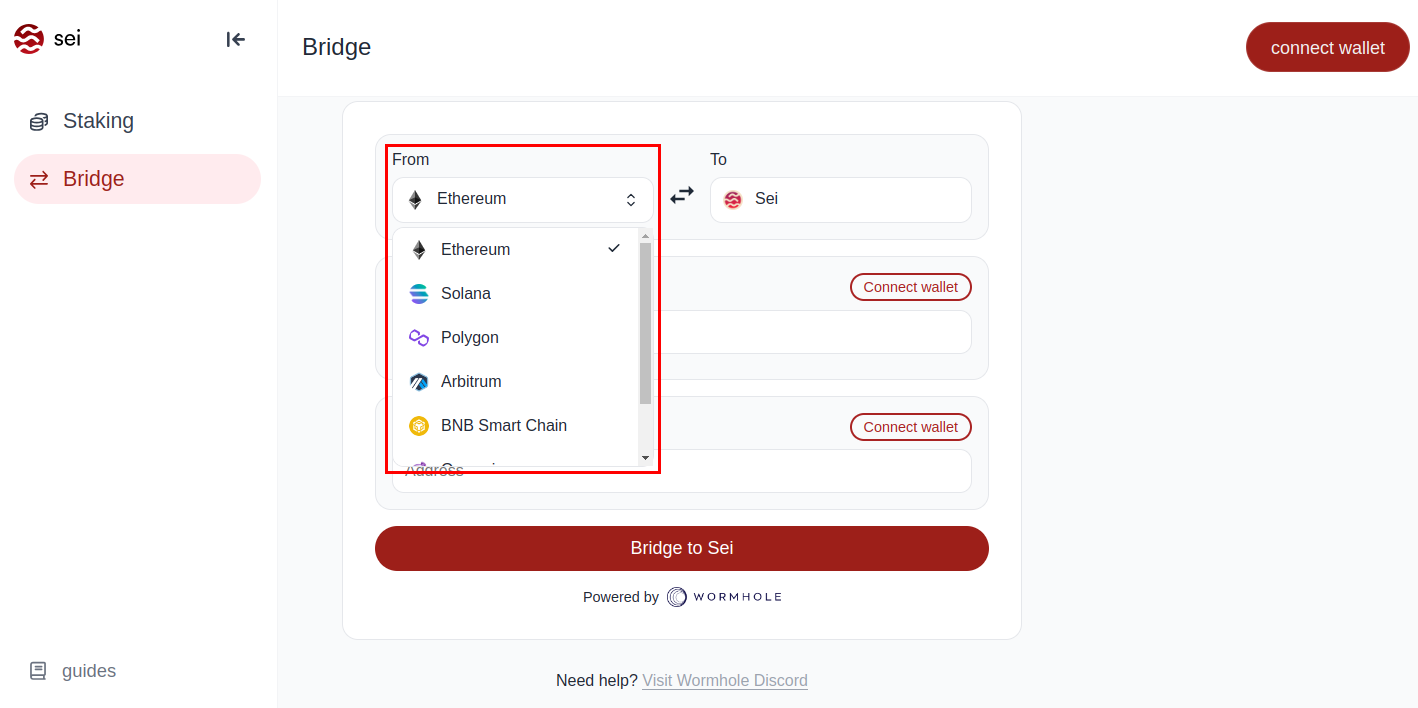 sei
Staking
Bridge
guides
Bridge
connect wallet
From
To
Ethereum
Sei
Ethereum
Solana
Polygon
Arbitrum
BNB Smart Chain
Connect wallet
Connect wallet
Address
Bridge to Sei
Powered by WORMHOLE
Need help? Visit Wormhole Discord